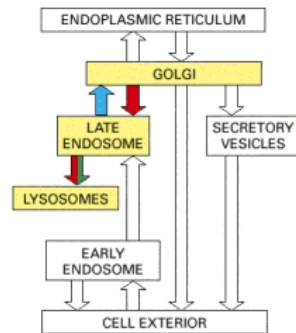 ENDOPLASMIC RETICULUM
GOLGI
LATE
ENDOSOME
SECRETORY
VESICLES
LYSOSOMES
EARLY
ENDOSOME
CELL EXTERIOR